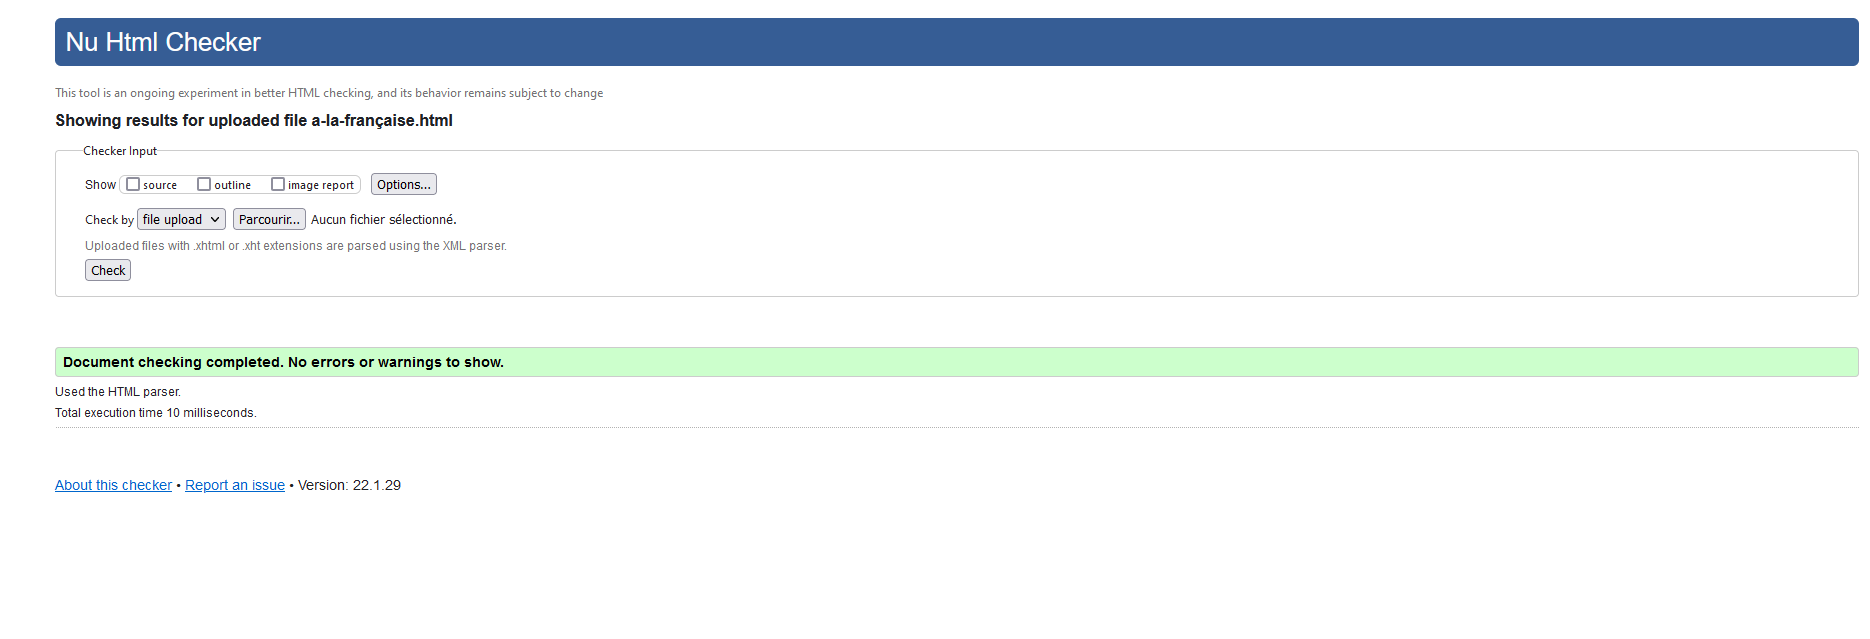 Nu Html Checker
This tool is an ongoing experiment in better HTML checking, and its behavior remains subject to change
Showing results for uploaded file a-la-française.html
Checker Input
Show source outline image report Options...
Check by file upload Parcourir... Aucun fichier sélectionné.
Uploaded files with .xhtml or .xht extensions are parsed using the XML parser.
Check
Document checking completed. No errors or warnings to show.
Used the HTML parser.
Total execution time 10 milliseconds.
About this checker • Report an issue • Version: 22.1.29